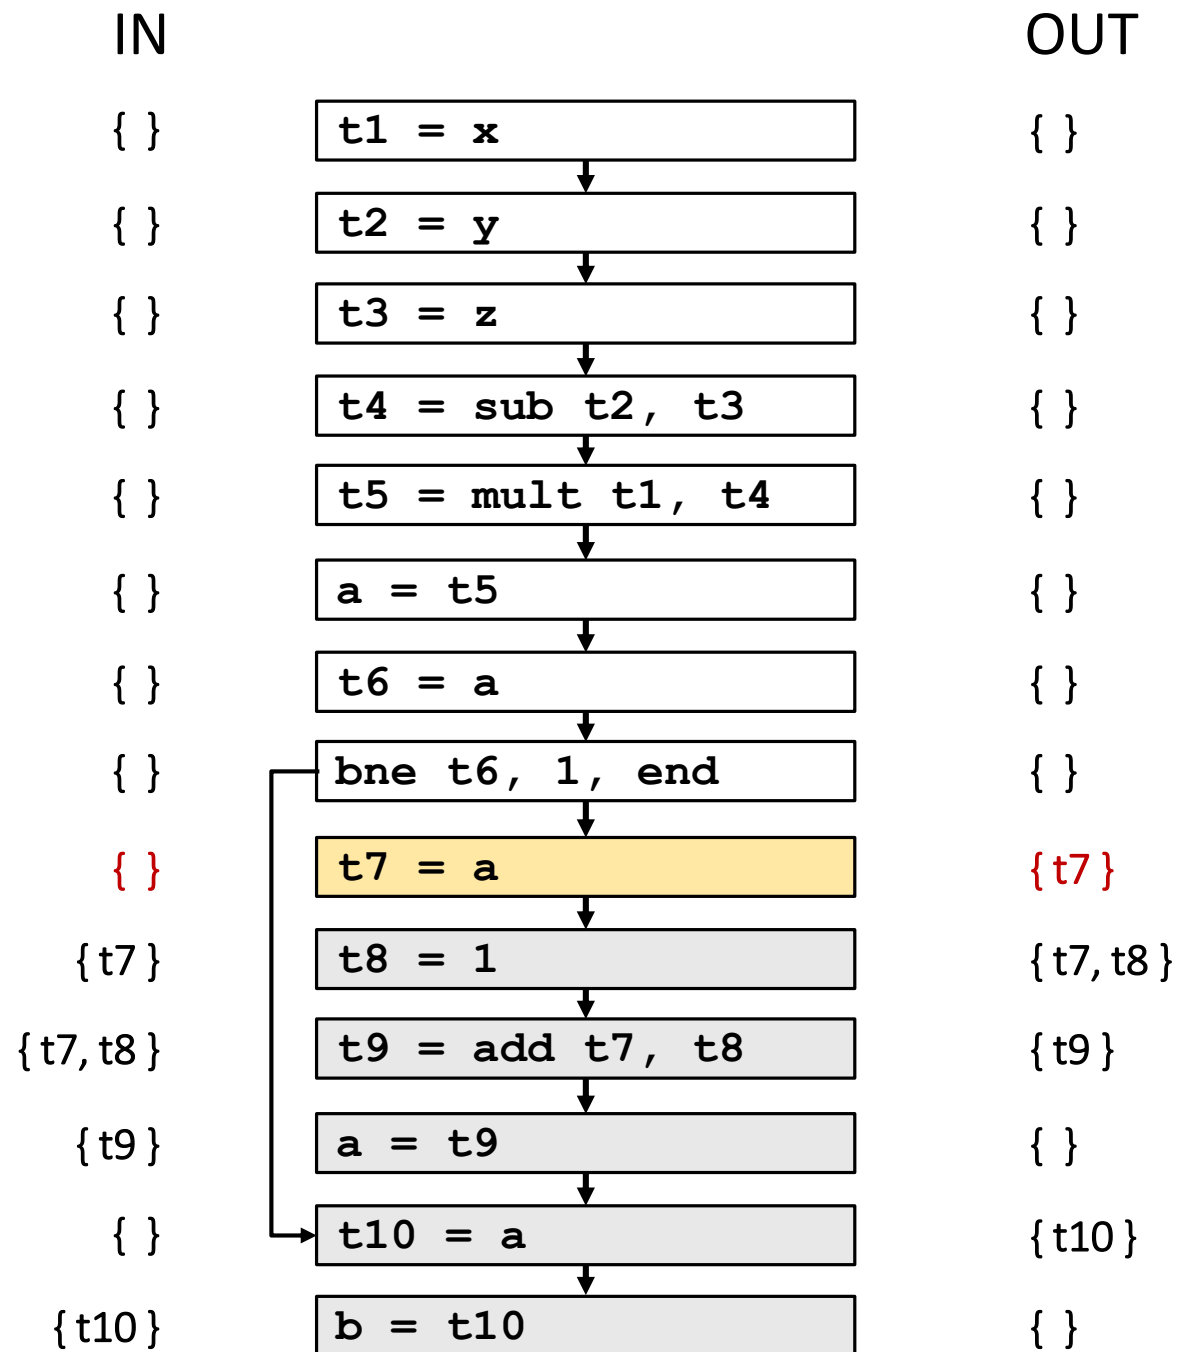 IN OUT
{ } t1 = x { }
{ } t2 = y { }
{ } t3 = z { }
{ } t4 = sub t2, t3 { }
{ } t5 = mult t1, t4 { }
{ } a = t5 { }
{ } t6 = a { }
{ } bne t6, 1, end { }
{ } t7 = a { t7 }
{ t7 } t8 = 1 { t7, t8 }
{ t7, t8 } t9 = add t7, t8 { t9 }
{ t9 } a = t9 { }
{ } t10 = a { t10 }
{ t10 } b = t10 { }